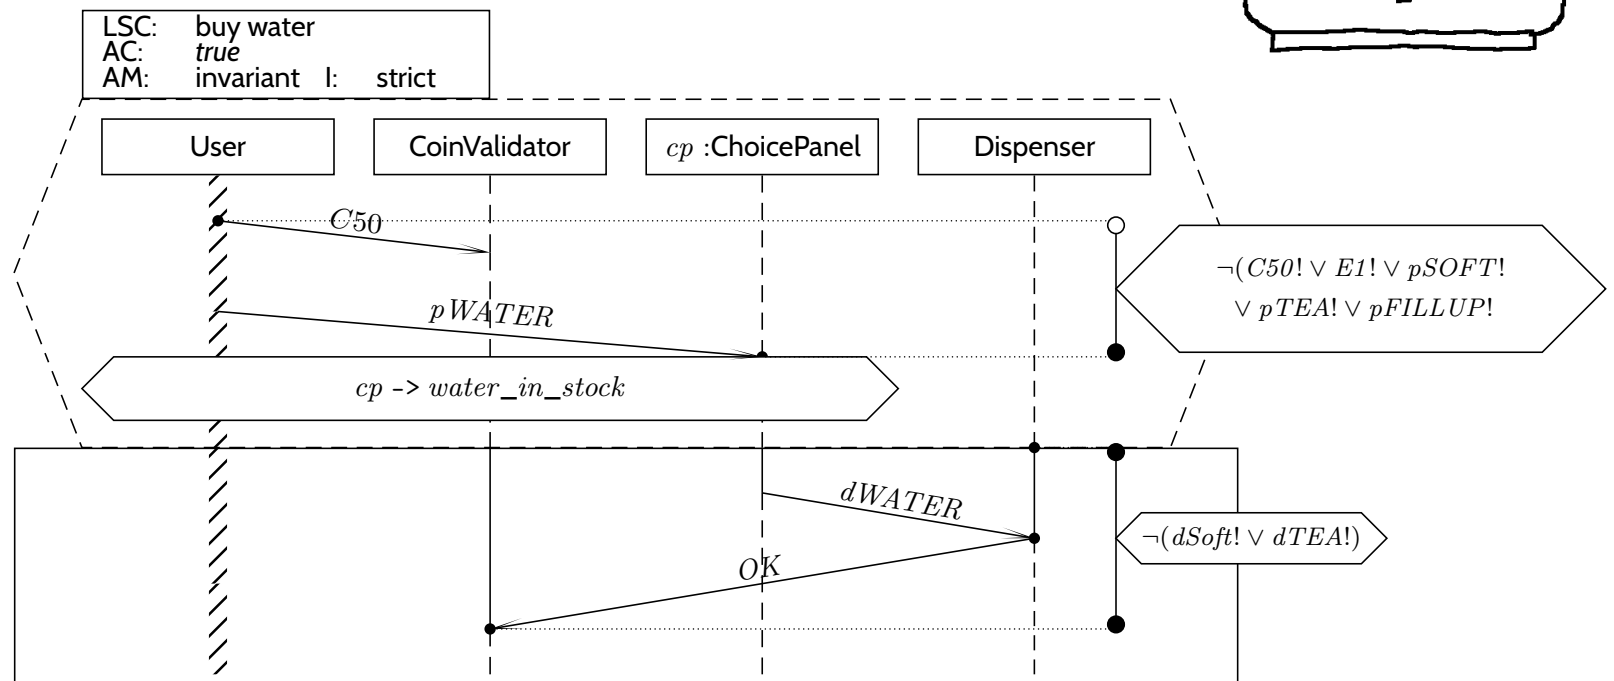 LSC: buy water
AC: true
AM: invariant I: strict
User
CoinValidator
cp :ChoicePanel
Dispenser
C50
¬(C50! ∨ E1! ∨ pSOFT!
∨ pTEA! ∨ pFILLUP!
pWATER
cp -> water_in_stock
dWATER
¬(dSoft! ∨ dTEA!)
OK